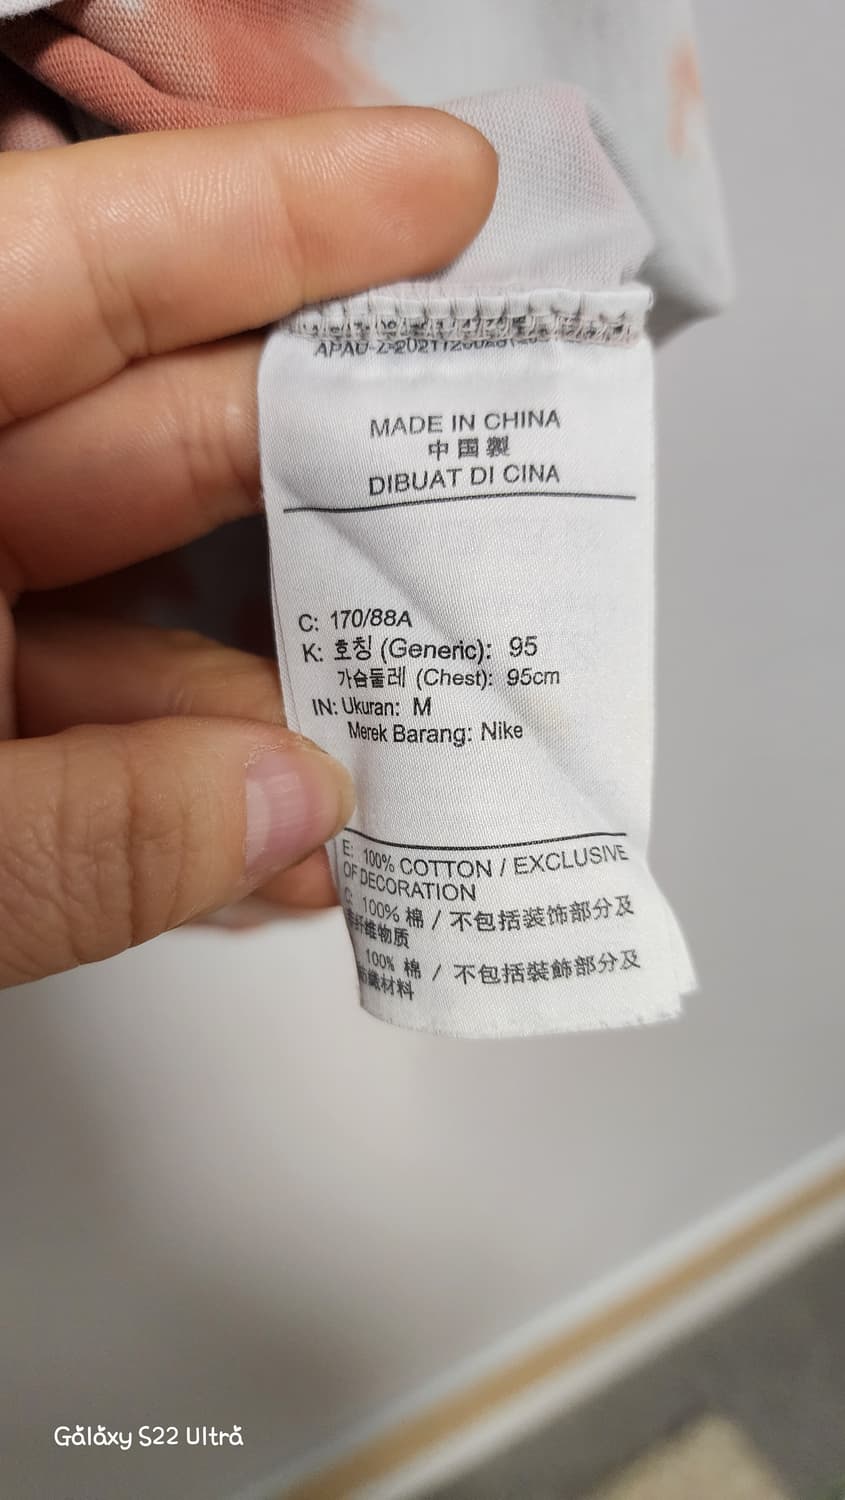 MADE IN CHINA
中国製
DIBUAT DI CINA
C: 170/88A
K: 호칭 (Generic): 95
가슴둘레 (Chest): 95cm
IN: Ukuran: M
Merek Barang: Nike
E: 100% COTTON / EXCLUSIVE
OF DECORATION
C: 100% 棉 / 不包括装饰部分及
纤维物质
100% 棉 / 不包括裝飾部分及
織材料
Galaxy S22 Ultra